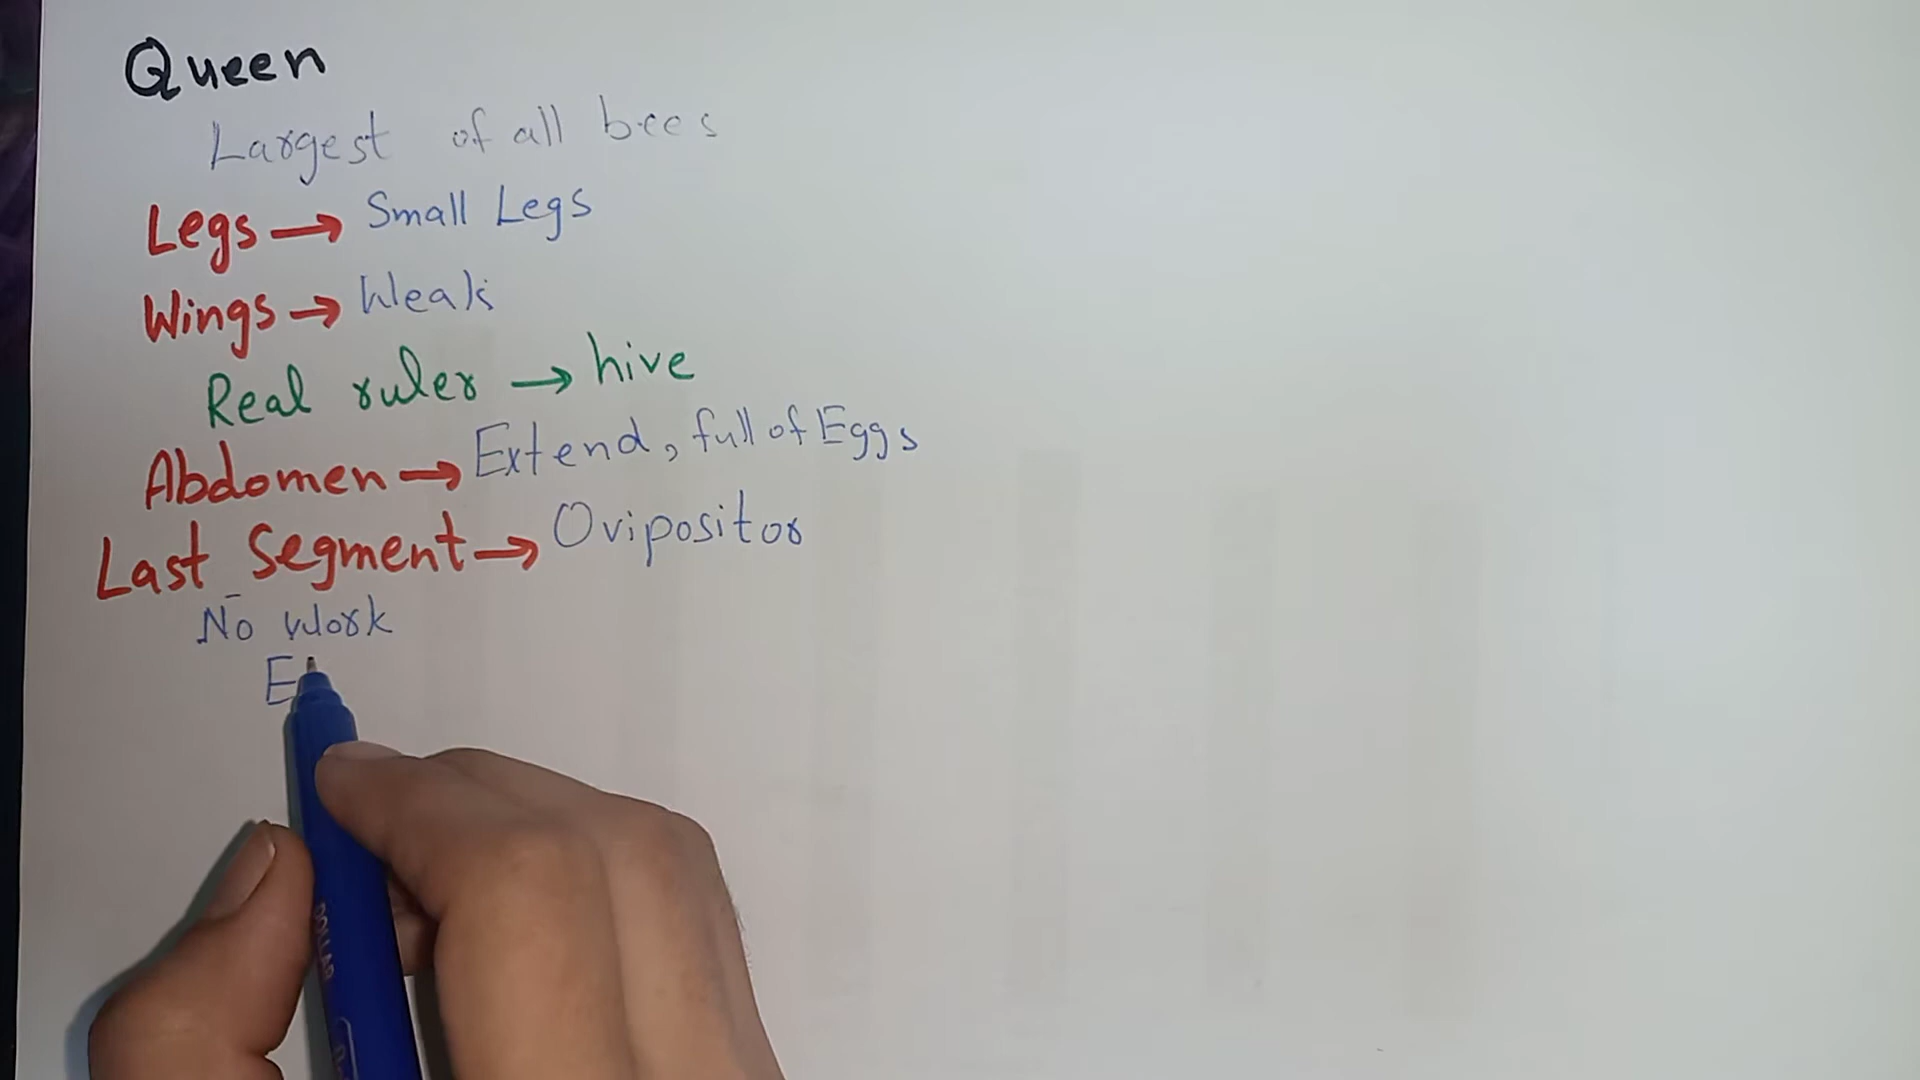 Queen
Largest of all bees
Legs → Small Legs
Wings → Weak
Real ruler → hive
Abdomen → Extend, full of Eggs
Last Segment → Ovipositor
No work
E
DOLLAR